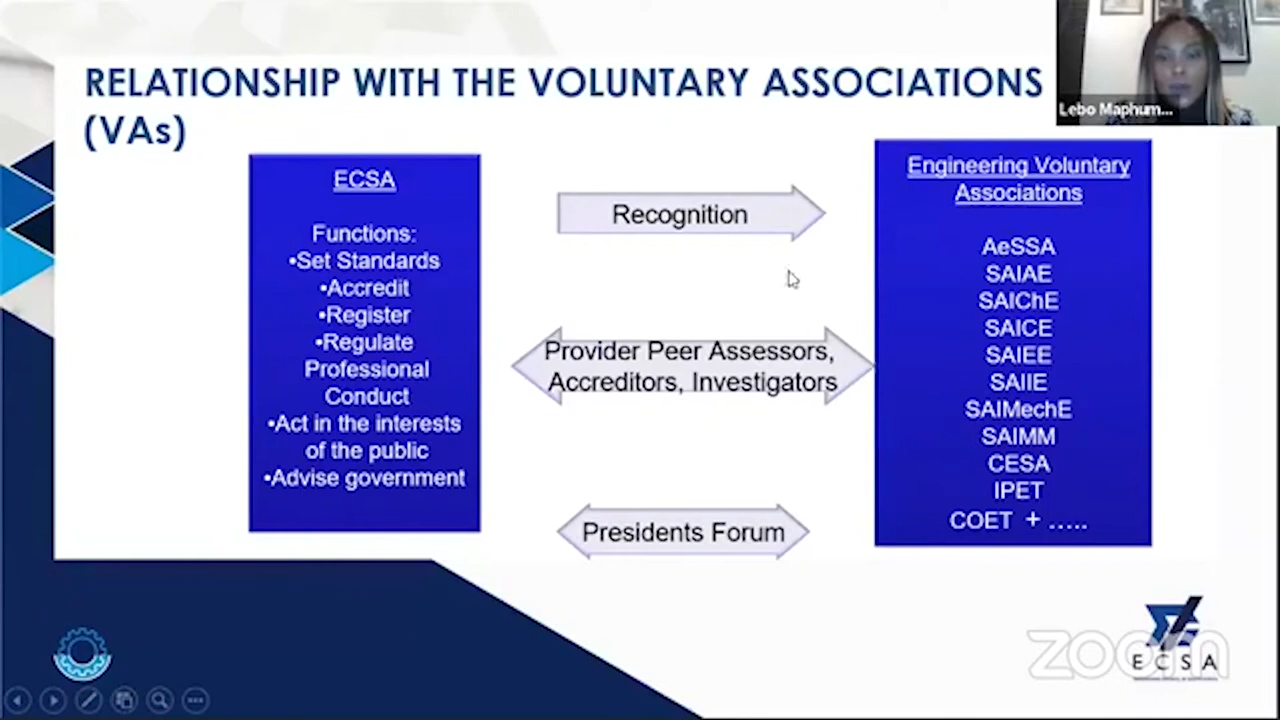 RELATIONSHIP WITH THE VOLUNTARY ASSOCIATIONS
(VAs)
Lebo Maphum...
ECSA
Functions:
•Set Standards
•Accredit
•Register
•Regulate
Professional
Conduct
•Act in the interests
of the public
•Advise government
Recognition
Provider Peer Assessors,
Accreditors, Investigators
Presidents Forum
Engineering Voluntary
Associations
AeSSA
SAIAE
SAIChE
SAICE
SAIEE
SAIIE
SAIMechE
SAIMM
CESA
IPET
COET + .....
zoom
ECSA